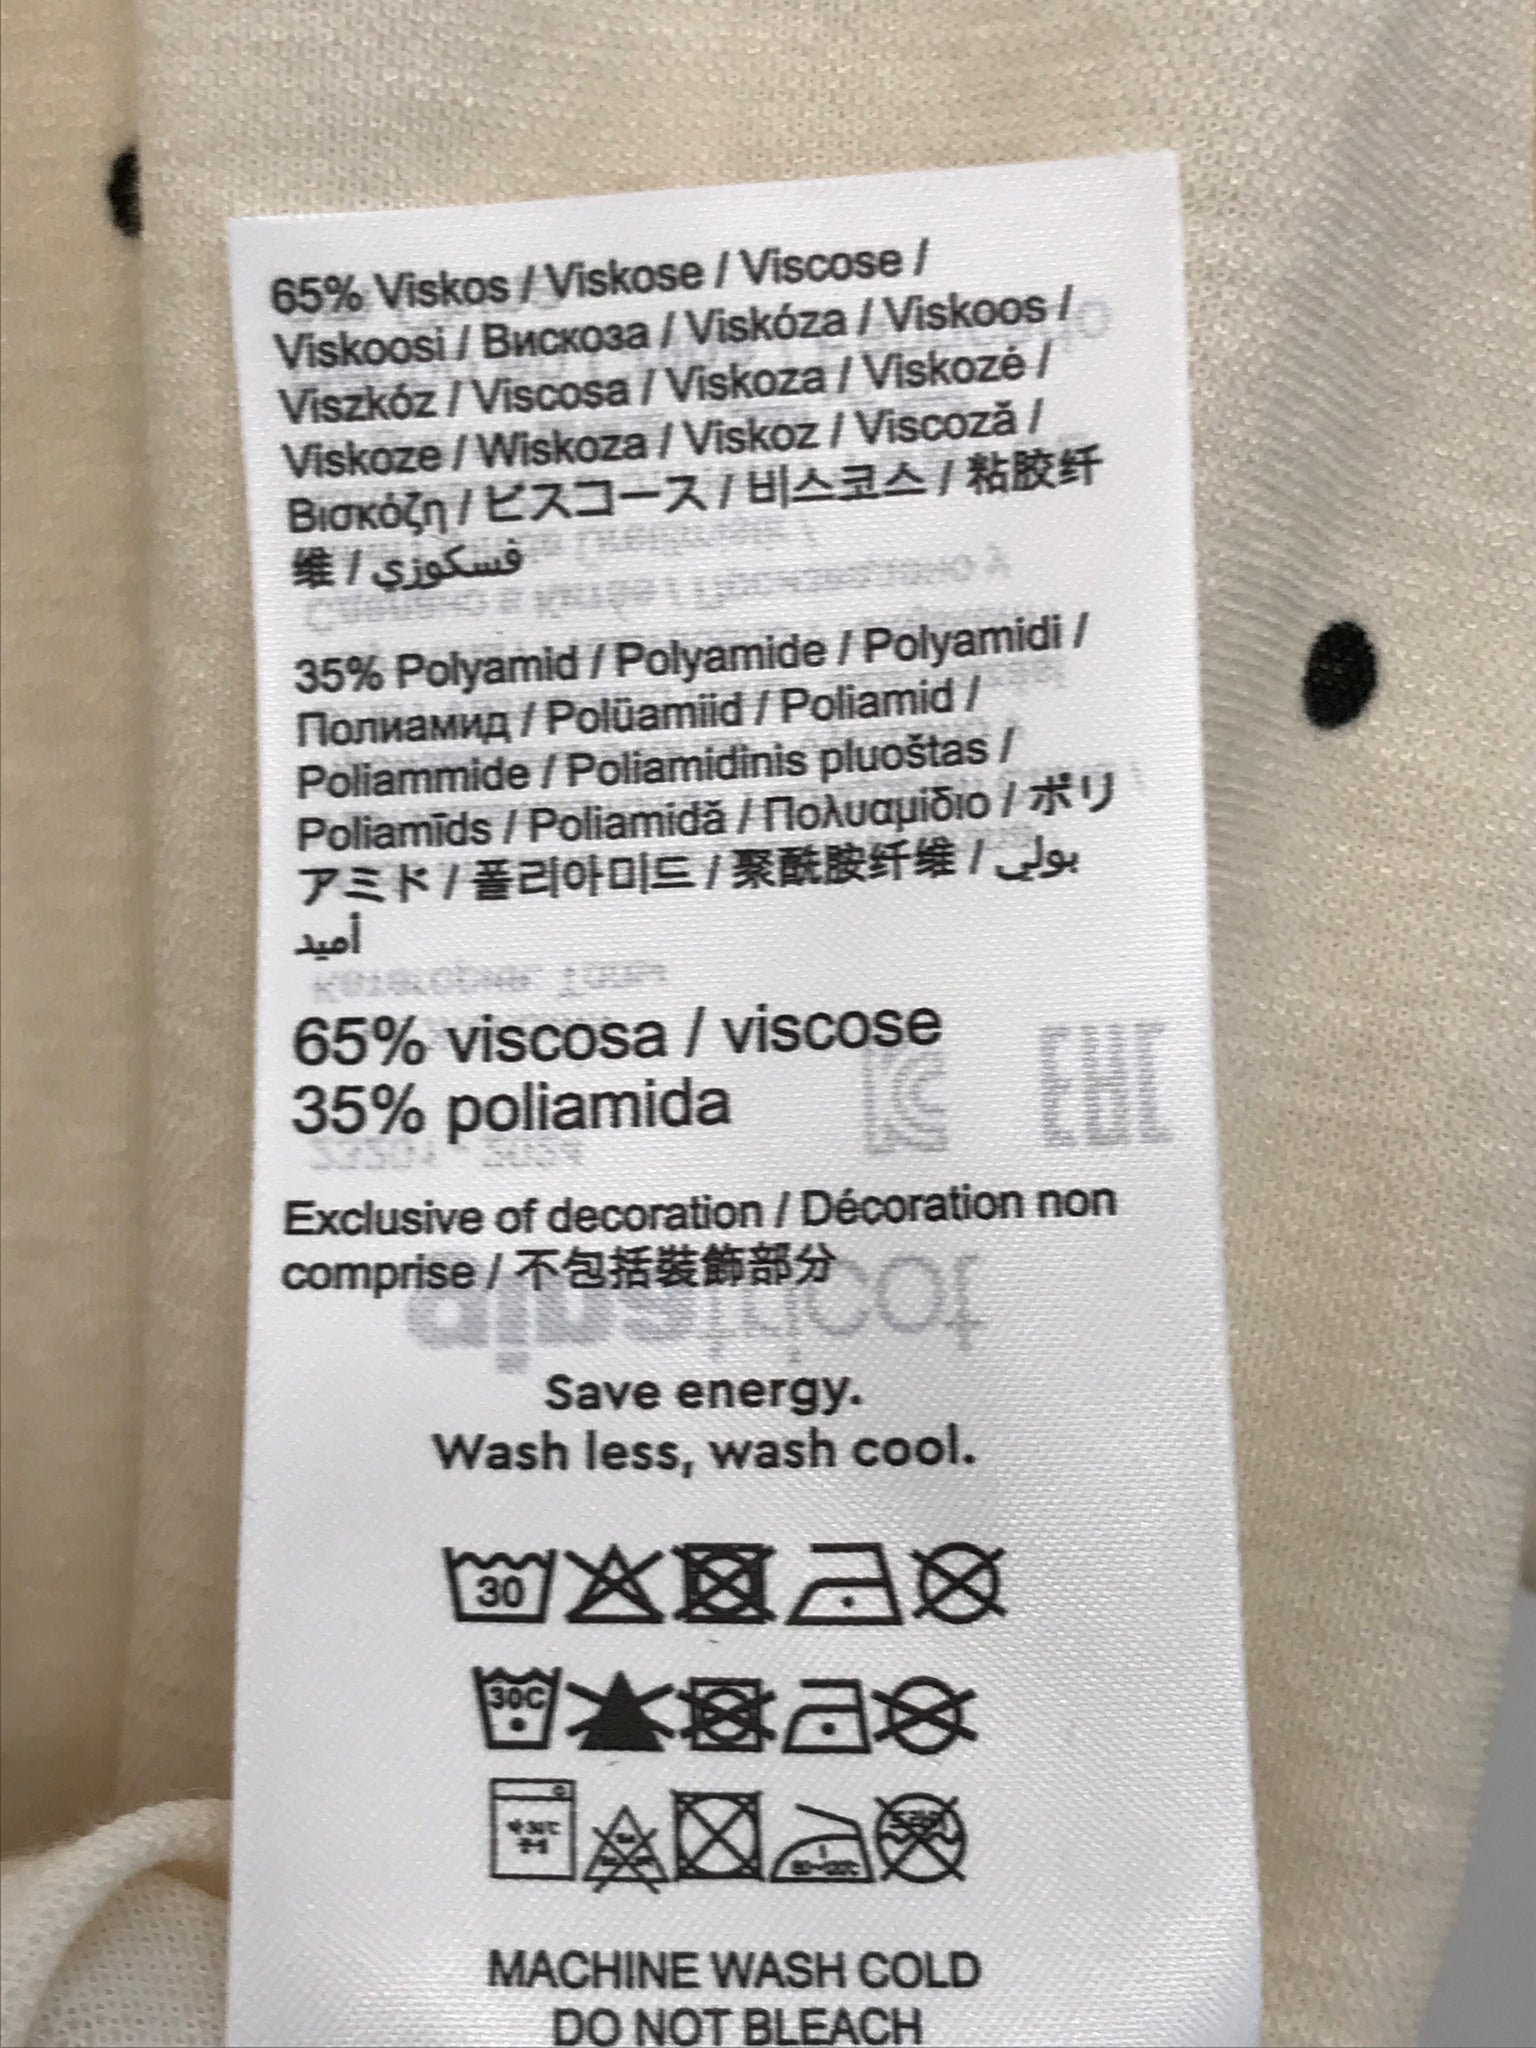 65% Viskos / Viskose / Viscose /
Viskoosi / Вискоза / Viskóza / Viskoos /
Viszkóz / Viscosa / Viskoza / Viskozė /
Viskoze / Wiskoza / Viskoz / Viscoză /
Βισκόζη / ビスコース / 비스코스 / 粘胶纤
维 / فسكوزي
35% Polyamid / Polyamide / Polyamidi /
Полиамид / Polüamiid / Poliamid /
Poliammide / Poliamidinis pluoštas /
Poliamīds / Poliamidă / Πολυαμίδιο / ポリ
アミド / 폴리아미드 / 聚酰胺纤维 / بولي
أميد
65% viscosa / viscose
35% poliamida
Exclusive of decoration / Décoration non
comprise / 不包括裝飾部分
Save energy.
Wash less, wash cool.
30
30C
MACHINE WASH COLD
DO NOT BLEACH